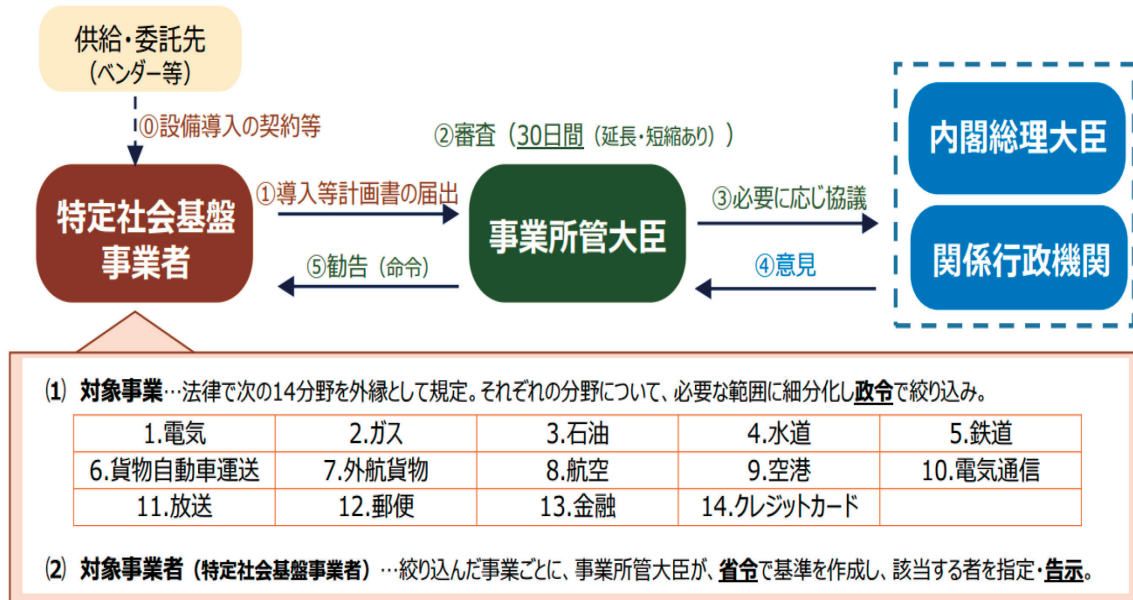 供給・委託先
(ベンダー等)
⓪設備導入の契約等
②審査（30日間（延長・短縮あり））
内閣総理大臣
特定社会基盤
事業者
①導入等計画書の届出
事業所管大臣
③必要に応じ協議
⑤勧告（命令）
④意見
関係行政機関
⑴ 対象事業…法律で次の14分野を外縁として規定。それぞれの分野について、必要な範囲に細分化し政令で絞り込み。
1.電気 2.ガス 3.石油 4.水道 5.鉄道
6.貨物自動車運送 7.外航貨物 8.航空 9.空港 10.電気通信
11.放送 12.郵便 13.金融 14.クレジットカード
⑵ 対象事業者（特定社会基盤事業者）…絞り込んだ事業ごとに、事業所管大臣が、省令で基準を作成し、該当する者を指定・告示。